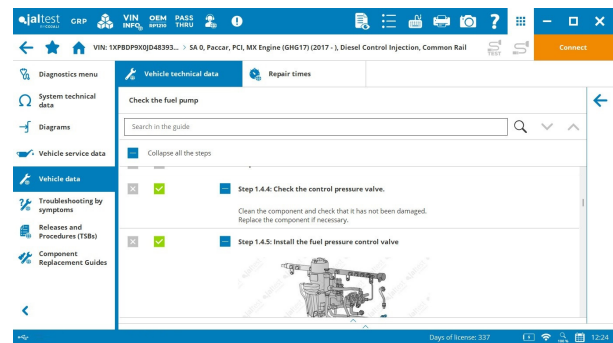 jaltest
COJALI
GRP
VIN
INFO
OEM
RP1210
PASS
THRU
?
VIN: 1XPBDP9X0JD48393... > SA 0, Paccar, PCI, MX Engine (GHG17) (2017 - ), Diesel Control Injection, Common Rail
TEST
Connect
Diagnostics menu
System technical
data
Diagrams
Vehicle service data
Vehicle data
Troubleshooting by
symptoms
Releases and
Procedures (TSBs)
Component
Replacement Guides
Vehicle technical data
Repair times
Check the fuel pump
Search in the guide
Collapse all the steps
Step 1.4.4: Check the control pressure valve.
Clean the component and check that it has not been damaged.
Replace the component if necessary.
Step 1.4.5: Install the fuel pressure control valve
Days of license: 337
100 %
12:24